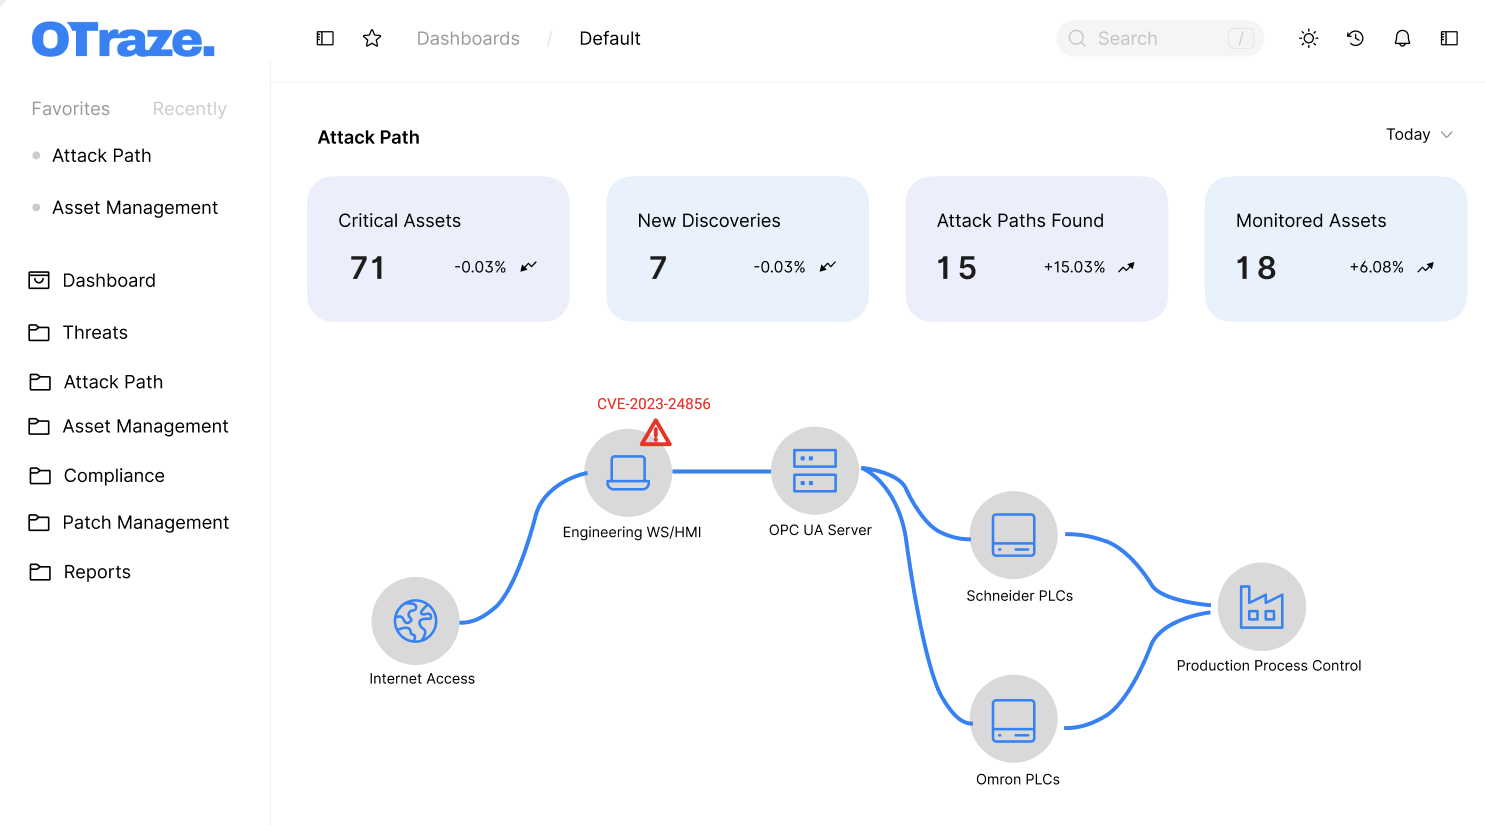 OTraze.
Dashboards / Default
Search /
Favorites Recently
Attack Path
Asset Management
Dashboard
Threats
Attack Path
Asset Management
Compliance
Patch Management
Reports
Attack Path
Today
Critical Assets
71 -0.03%
New Discoveries
7 -0.03%
Attack Paths Found
15 +15.03%
Monitored Assets
18 +6.08%
CVE-2023-24856
Engineering WS/HMI
OPC UA Server
Schneider PLCs
Internet Access
Production Process Control
Omron PLCs